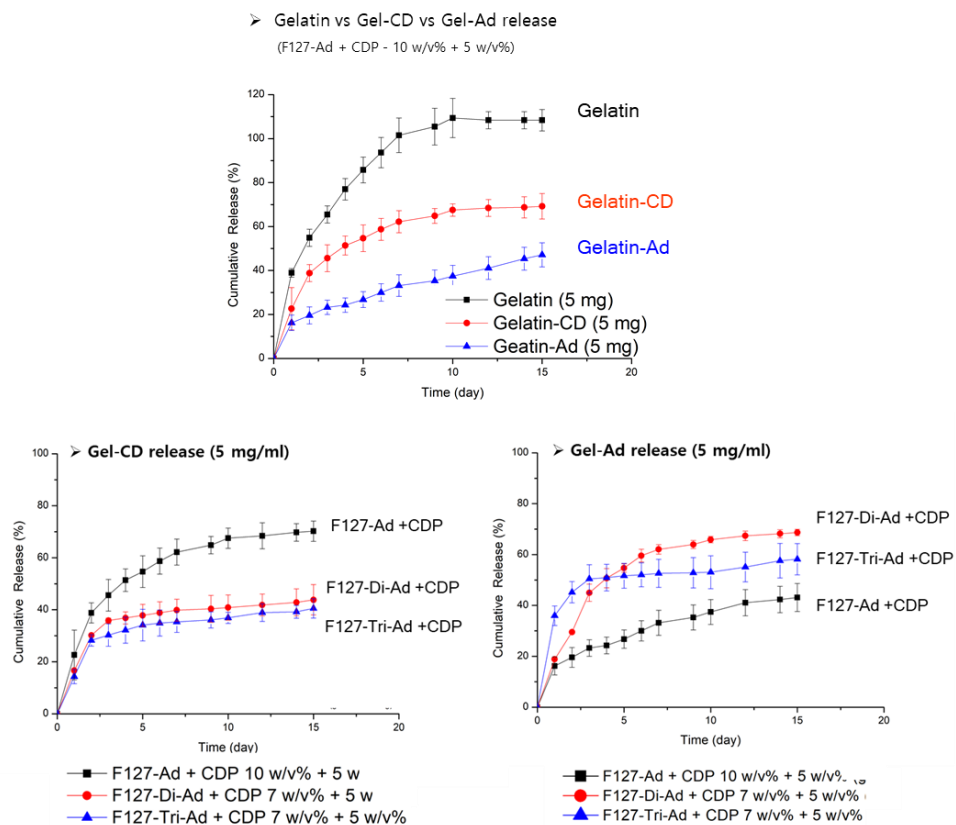 ➢ Gelatin vs Gel-CD vs Gel-Ad release
(F127-Ad + CDP - 10 w/v% + 5 w/v%)
120
100
80
60
40
20
0
Cumulative Release (%)
0 5 10 15 20
Time (day)
Gelatin
Gelatin-CD
Gelatin-Ad
Gelatin (5 mg)
Gelatin-CD (5 mg)
Geatin-Ad (5 mg)
➢ Gel-CD release (5 mg/ml)
100
80
60
40
20
0
Cumulative Release (%)
0 5 10 15 20
Time (day)
F127-Ad +CDP
F127-Di-Ad +CDP
F127-Tri-Ad +CDP
F127-Ad + CDP 10 w/v% + 5 w
F127-Di-Ad + CDP 7 w/v% + 5 w
F127-Tri-Ad + CDP 7 w/v% + 5 w/v%
➢ Gel-Ad release (5 mg/ml)
100
80
60
40
20
0
Cumulative Release (%)
0 5 10 15 20
Time (day)
F127-Di-Ad +CDP
F127-Tri-Ad +CDP
F127-Ad +CDP
F127-Ad + CDP 10 w/v% + 5 w/v%
F127-Di-Ad + CDP 7 w/v% + 5 w/v%
F127-Tri-Ad + CDP 7 w/v% + 5 w/v%